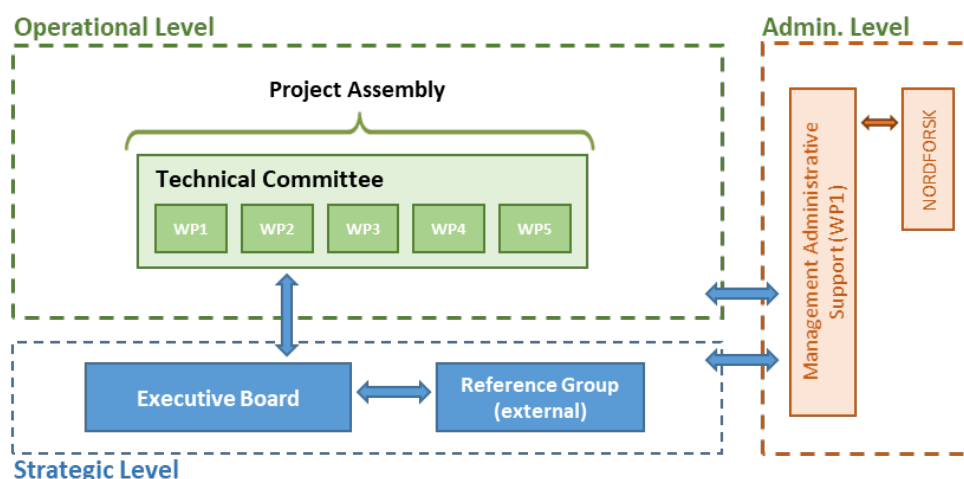 Operational Level
Admin. Level
Project Assembly
Technical Committee
WP1 WP2 WP3 WP4 WP5
Management Administrative
Support (WP1)
NORDFORSK
Executive Board
Reference Group
(external)
Strategic Level